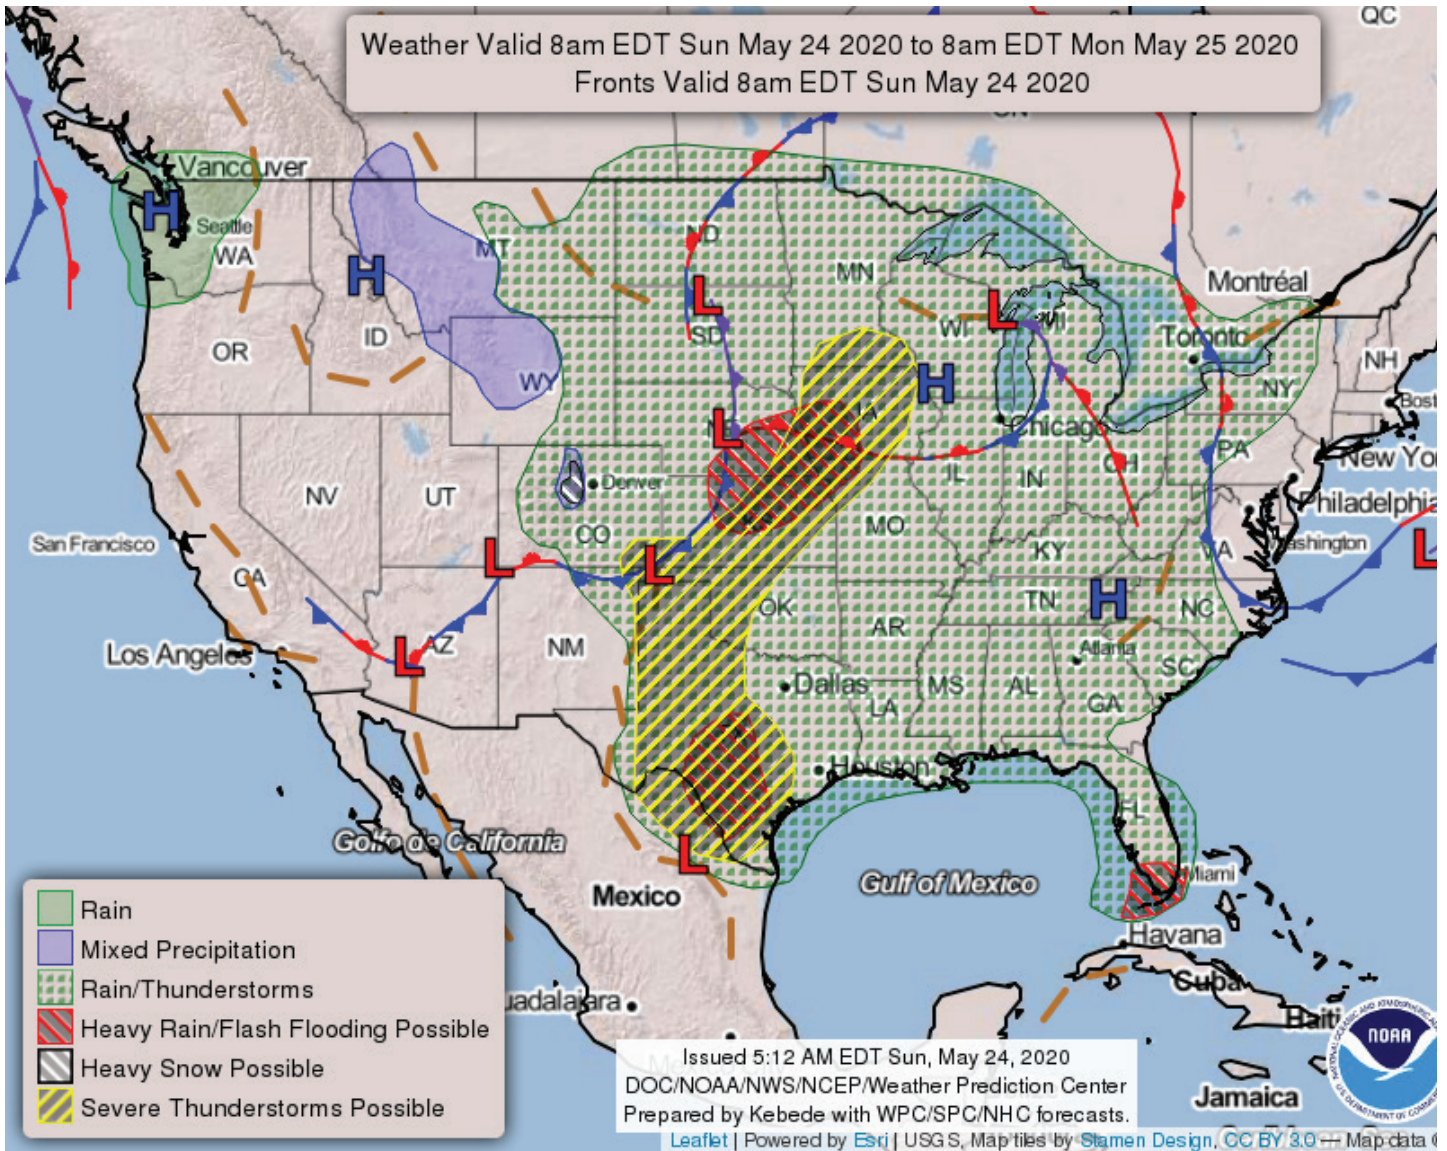 Weather Valid 8am EDT Sun May 24 2020 to 8am EDT Mon May 25 2020
Fronts Valid 8am EDT Sun May 24 2020
QC
Vancouver
H
Seattle
WA
MT
ND
MN
Montréal
H
L
L
OR
ID
SD
WI
MI
Toronto
NH
WY
H
NY
L
IA
Chicago
PA
New Yo
NV
UT
Denver
IL
IN
OH
Philadelphia
San Francisco
CO
MO
KY
VA
Washington
L
L
L
CA
OK
TN
H
NC
Los Angeles
L
AZ
NM
AR
Atlanta
SC
Dallas
MS
AL
LA
GA
Houston
FL
Golfo de California
L
Miami
Gulf of Mexico
Mexico
Havana
Cuba
Haiti
uadalajara
NOAA
Jamaica
Rain
Mixed Precipitation
Rain/Thunderstorms
Heavy Rain/Flash Flooding Possible
Heavy Snow Possible
Severe Thunderstorms Possible
Issued 5:12 AM EDT Sun, May 24, 2020
DOC/NOAA/NWS/NCEP/Weather Prediction Center
Prepared by Kebede with WPC/SPC/NHC forecasts.
Leaflet | Powered by Esri | USGS, Map tiles by Stamen Design, CC BY 3.0 — Map data ©